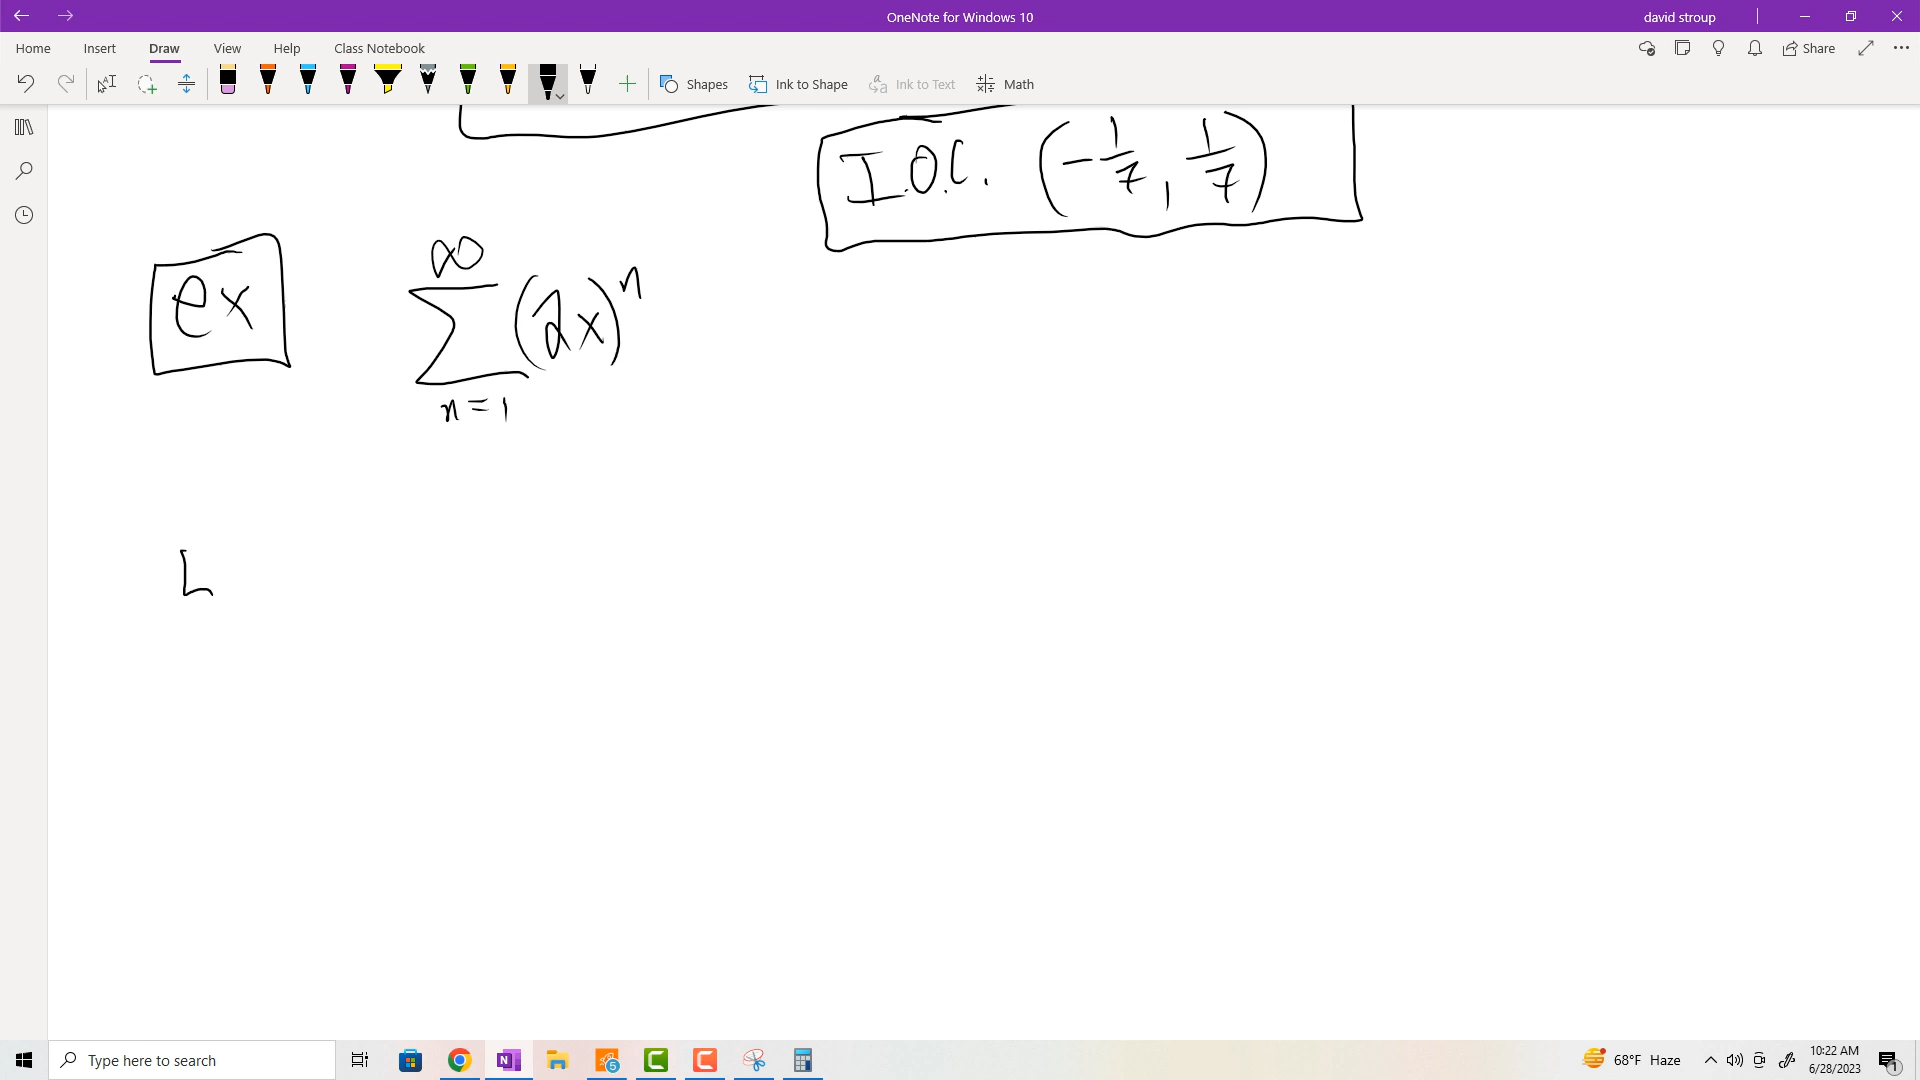 OneNote for Windows 10
david stroup
Home Insert Draw View Help Class Notebook
Share
Shapes Ink to Shape Ink to Text Math
I.O.C. (-1/7, 1/7)
ex
∞
∑ (2x)^n
n=1
L
Type here to search
5
68°F Haze
10:22 AM
6/28/2023
1